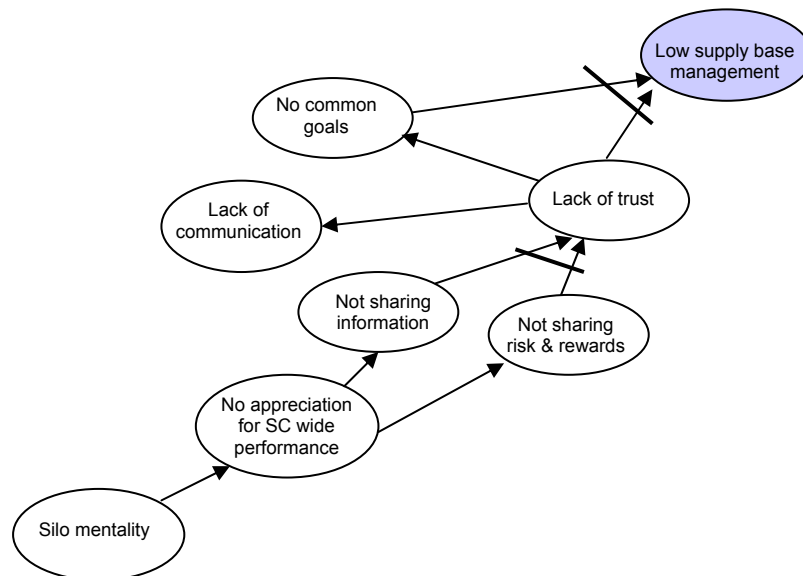 Low supply base
management
No common
goals
Lack of trust
Lack of
communication
Not sharing
information
Not sharing
risk & rewards
No appreciation
for SC wide
performance
Silo mentality